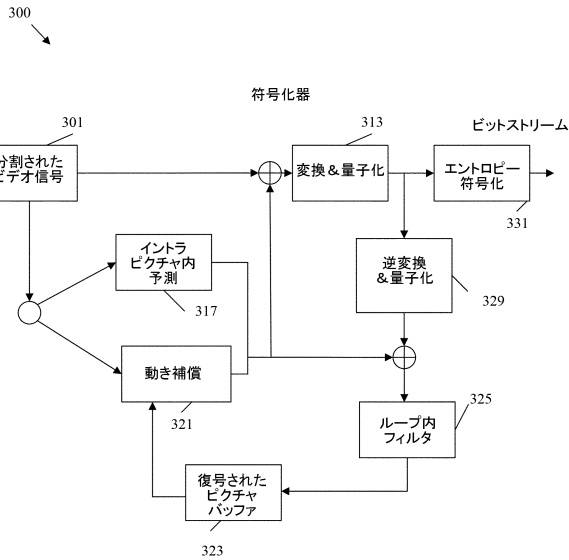 300
符号化器
301
313
ビットストリーム
分割された
ビデオ信号
変換＆量子化
エントロピー
符号化
331
イントラ
ピクチャ内
予測
317
逆変換
＆量子化
329
動き補償
321
325
ループ内
フィルタ
復号された
ピクチャ
バッファ
323